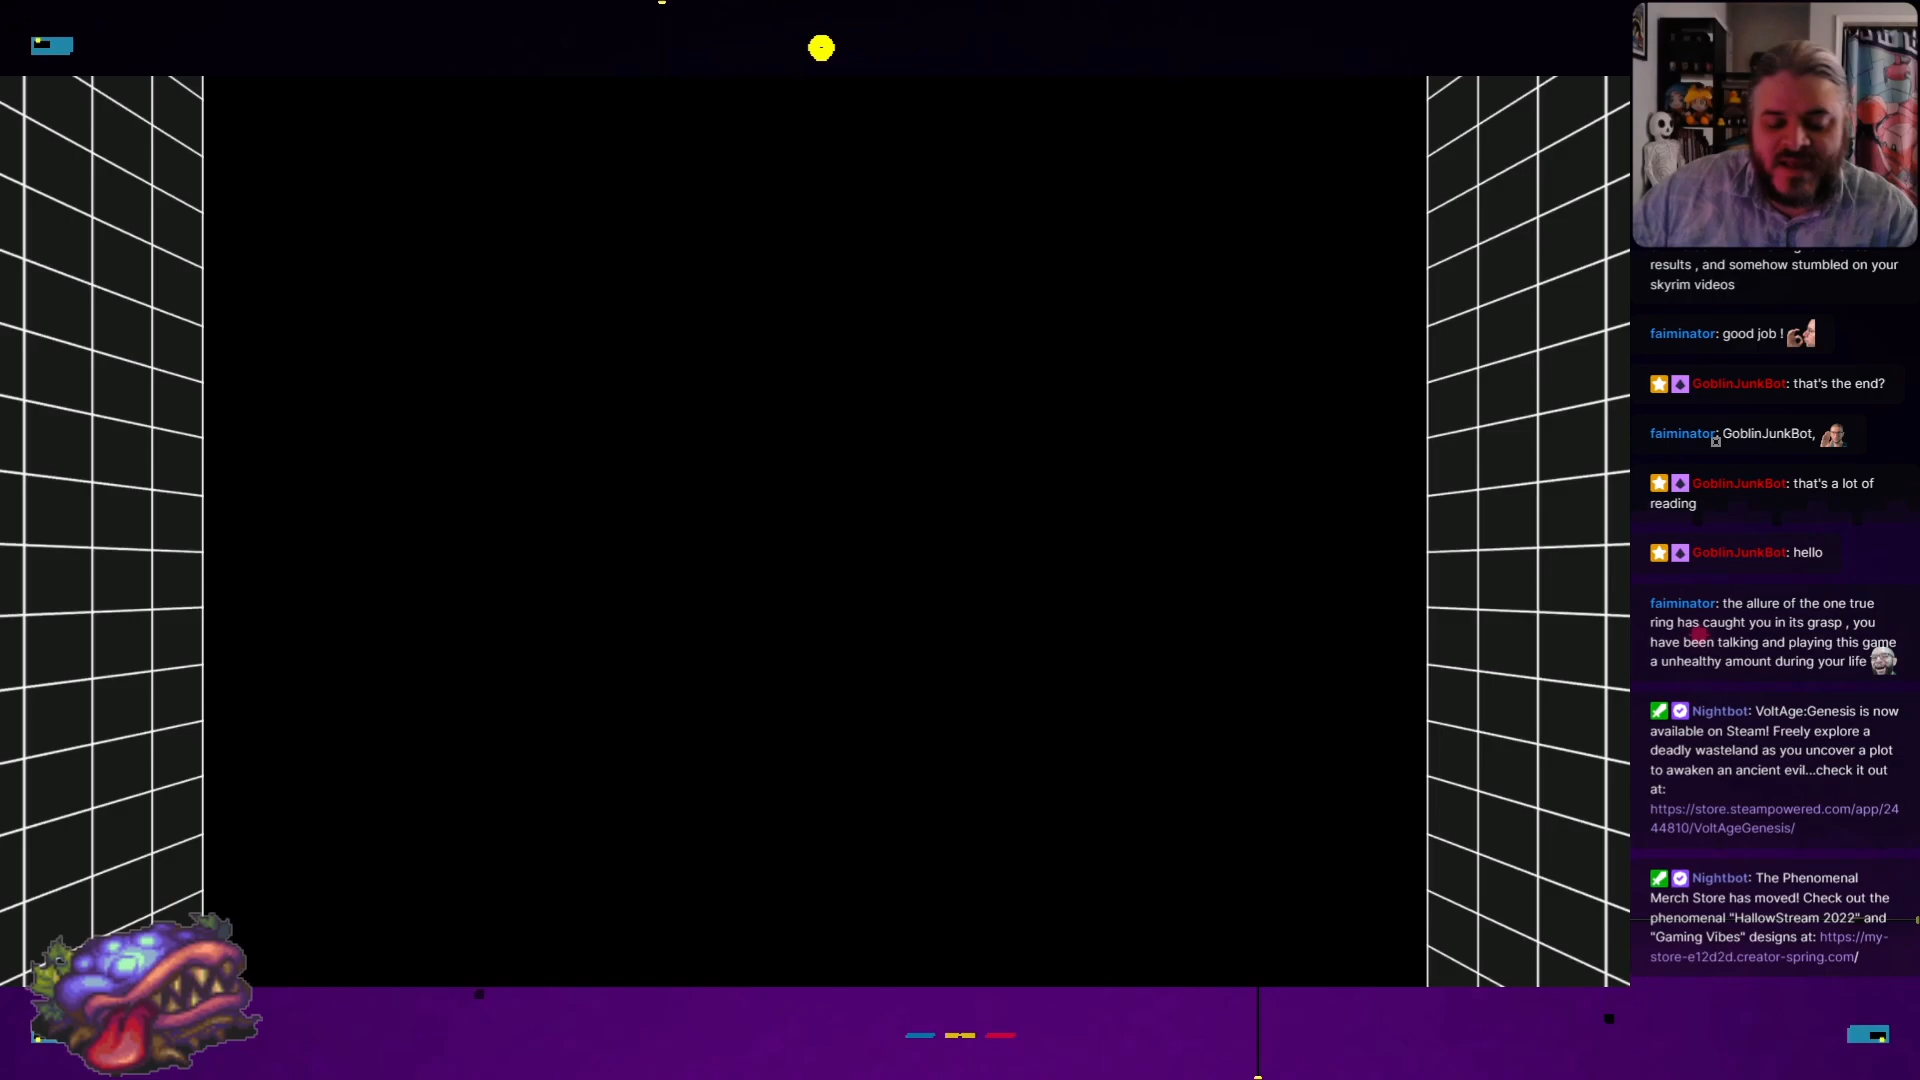 results , and somehow stumbled on your
skyrim videos
faiminator: good job !
GoblinJunkBot: that's the end?
faiminator: GoblinJunkBot,
GoblinJunkBot: that's a lot of
reading
GoblinJunkBot: hello
faiminator: the allure of the one true
ring has caught you in its grasp , you
have been talking and playing this game
a unhealthy amount during your life
Nightbot: VoltAge:Genesis is now
available on Steam! Freely explore a
deadly wasteland as you uncover a plot
to awaken an ancient evil...check it out
at:
https://store.steampowered.com/app/24
44810/VoltAgeGenesis/
Nightbot: The Phenomenal
Merch Store has moved! Check out the
phenomenal "HallowStream 2022" and
"Gaming Vibes" designs at: https://my-
store-e12d2d.creator-spring.com/